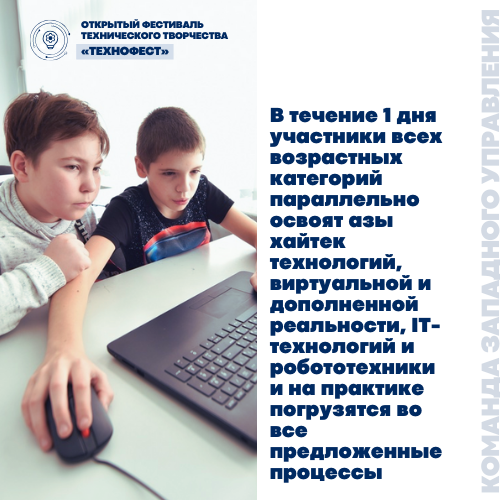 ОТКРЫТЫЙ ФЕСТИВАЛЬ
ТЕХНИЧЕСКОГО ТВОРЧЕСТВА
«ТЕХНОФЕСТ»
В течение 1 дня
участники всех
возрастных
категорий
параллельно
освоят азы
хайтек
технологий,
виртуальной и
дополненной
реальности, IT-
технологий и
робототехники
и на практике
погрузятся во
все
предложенные
процессы
КОМАНДА ЗАПАДНОГО УПРАВЛЕНИЯ